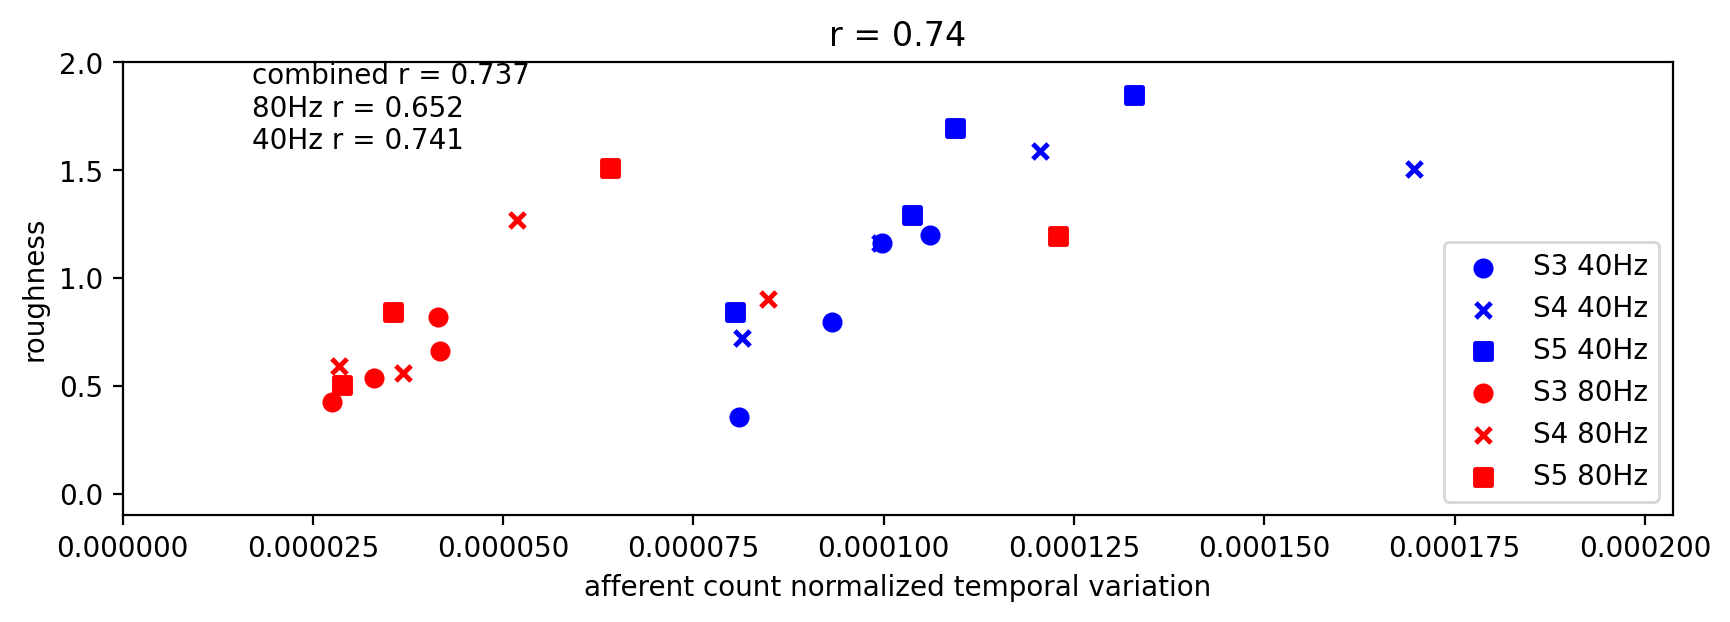 r = 0.74
combined r = 0.737
80Hz r = 0.652
40Hz r = 0.741
2.0
1.5
1.0
0.5
0.0
roughness
S3 40Hz
S4 40Hz
S5 40Hz
S3 80Hz
S4 80Hz
S5 80Hz
0.000000 0.000025 0.000050 0.000075 0.000100 0.000125 0.000150 0.000175 0.000200
afferent count normalized temporal variation